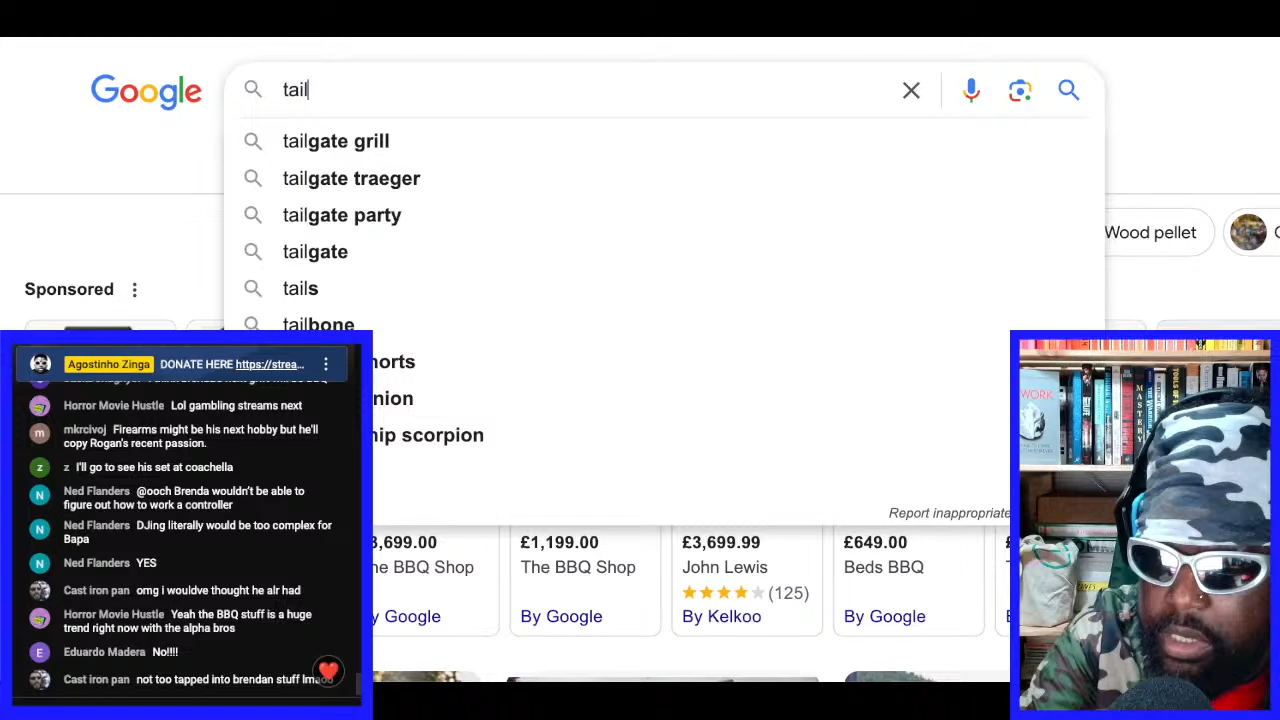 Google
tail
tailgate grill
tailgate traeger
tailgate party
tailgate
tails
tailbone
horts
nion
hip scorpion
Report inappropriate
Wood pellet
Sponsored
3,699.00
The BBQ Shop
y Google
£1,199.00
The BBQ Shop
By Google
£3,699.99
John Lewis
(125)
By Kelkoo
£649.00
Beds BBQ
By Google
Agostinho Zinga DONATE HERE https://strea...
Horror Movie Hustle Lol gambling streams next
mkrcivoj Firearms might be his next hobby but he'll
copy Rogan's recent passion.
z I'll go to see his set at coachella
Ned Flanders @ooch Brenda wouldn't be able to
figure out how to work a controller
Ned Flanders DJing literally would be too complex for
Bapa
Ned Flanders YES
Cast iron pan omg i wouldve thought he alr had
Horror Movie Hustle Yeah the BBQ stuff is a huge
trend right now with the alpha bros
Eduardo Madera No!!!!
Cast iron pan not too tapped into brendan stuff lmaoo
WORK
MASTERY